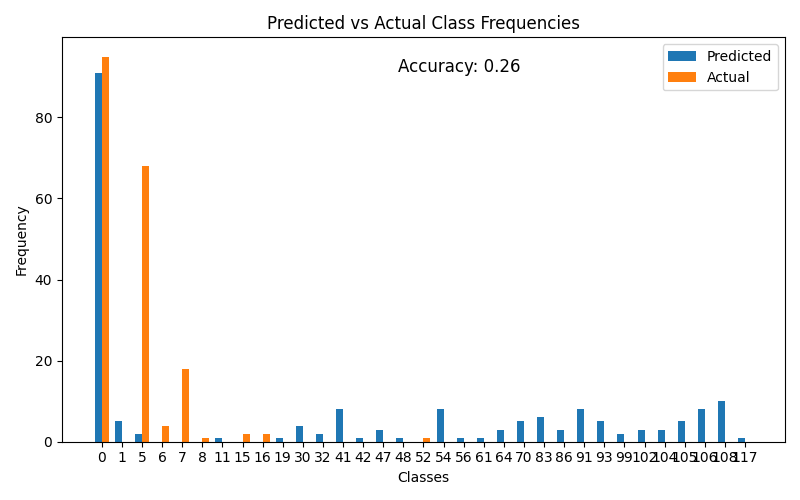 Predicted vs Actual Class Frequencies
Accuracy: 0.26
Predicted
Actual
Frequency
80
60
40
20
0
0 1 5 6 7 8 11 15 16 19 30 32 41 42 47 48 52 54 56 61 64 70 83 86 91 93 99 102 104 105 106 108 117
Classes